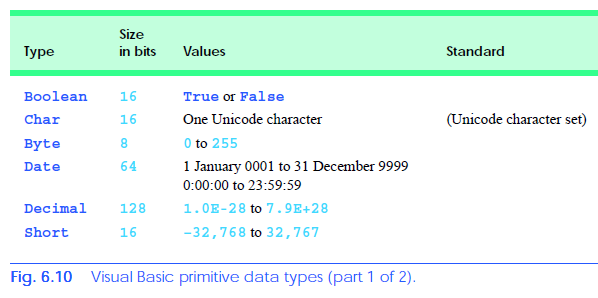 Type Size in bits Values Standard
Boolean 16 True or False
Char 16 One Unicode character (Unicode character set)
Byte 8 0 to 255
Date 64 1 January 0001 to 31 December 9999
0:00:00 to 23:59:59
Decimal 128 1.0E-28 to 7.9E+28
Short 16 –32,768 to 32,767
Fig. 6.10 Visual Basic primitive data types (part 1 of 2).